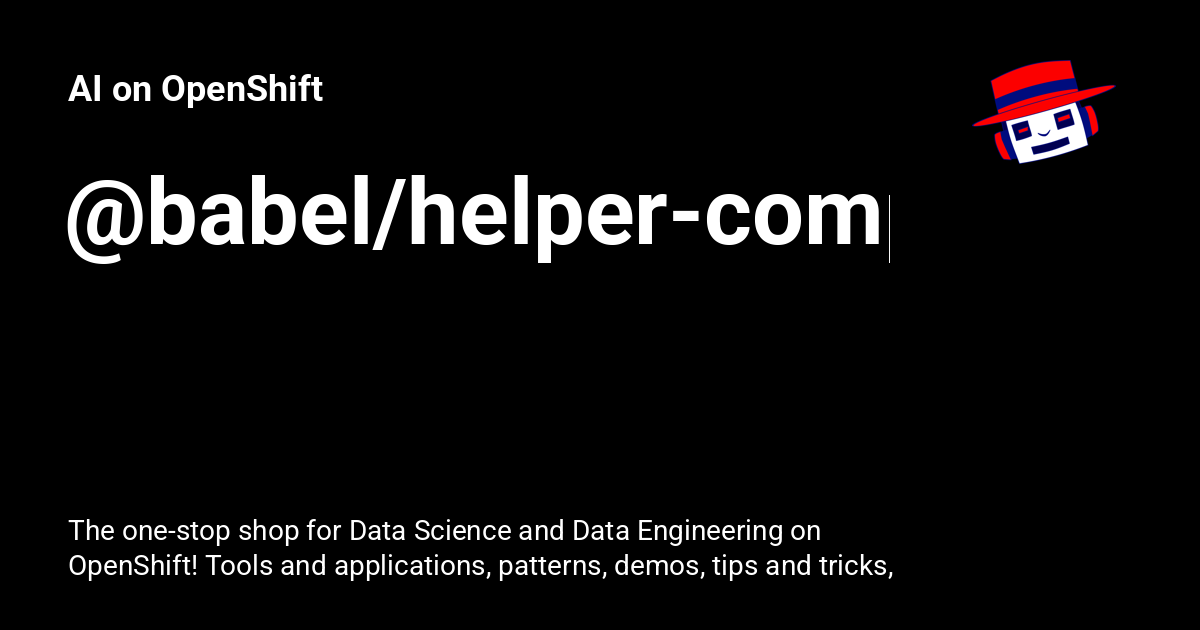 AI on OpenShift
@babel/helper-com
The one-stop shop for Data Science and Data Engineering on
OpenShift! Tools and applications, patterns, demos, tips and tricks,